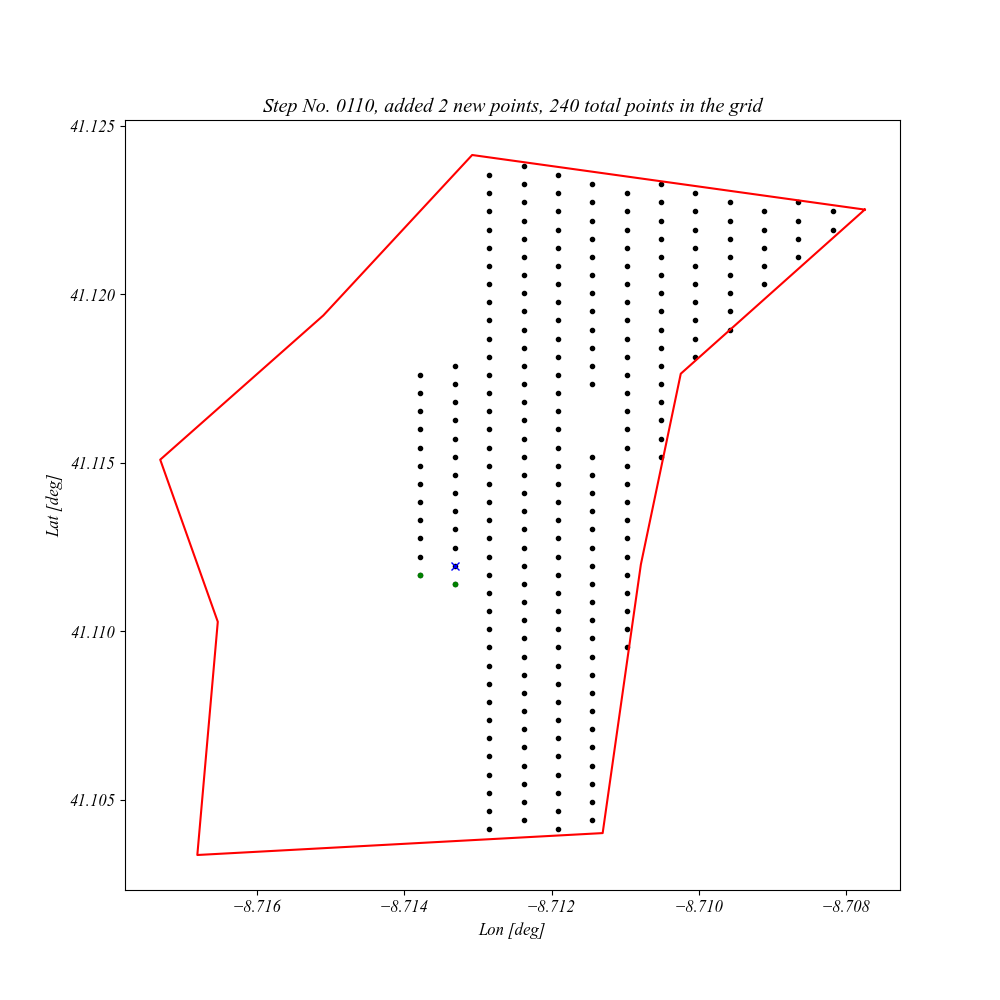 Step No. 0110, added 2 new points, 240 total points in the grid
41.125
41.120
41.115
41.110
41.105
Lat [deg]
−8.716 −8.714 −8.712 −8.710 −8.708
Lon [deg]